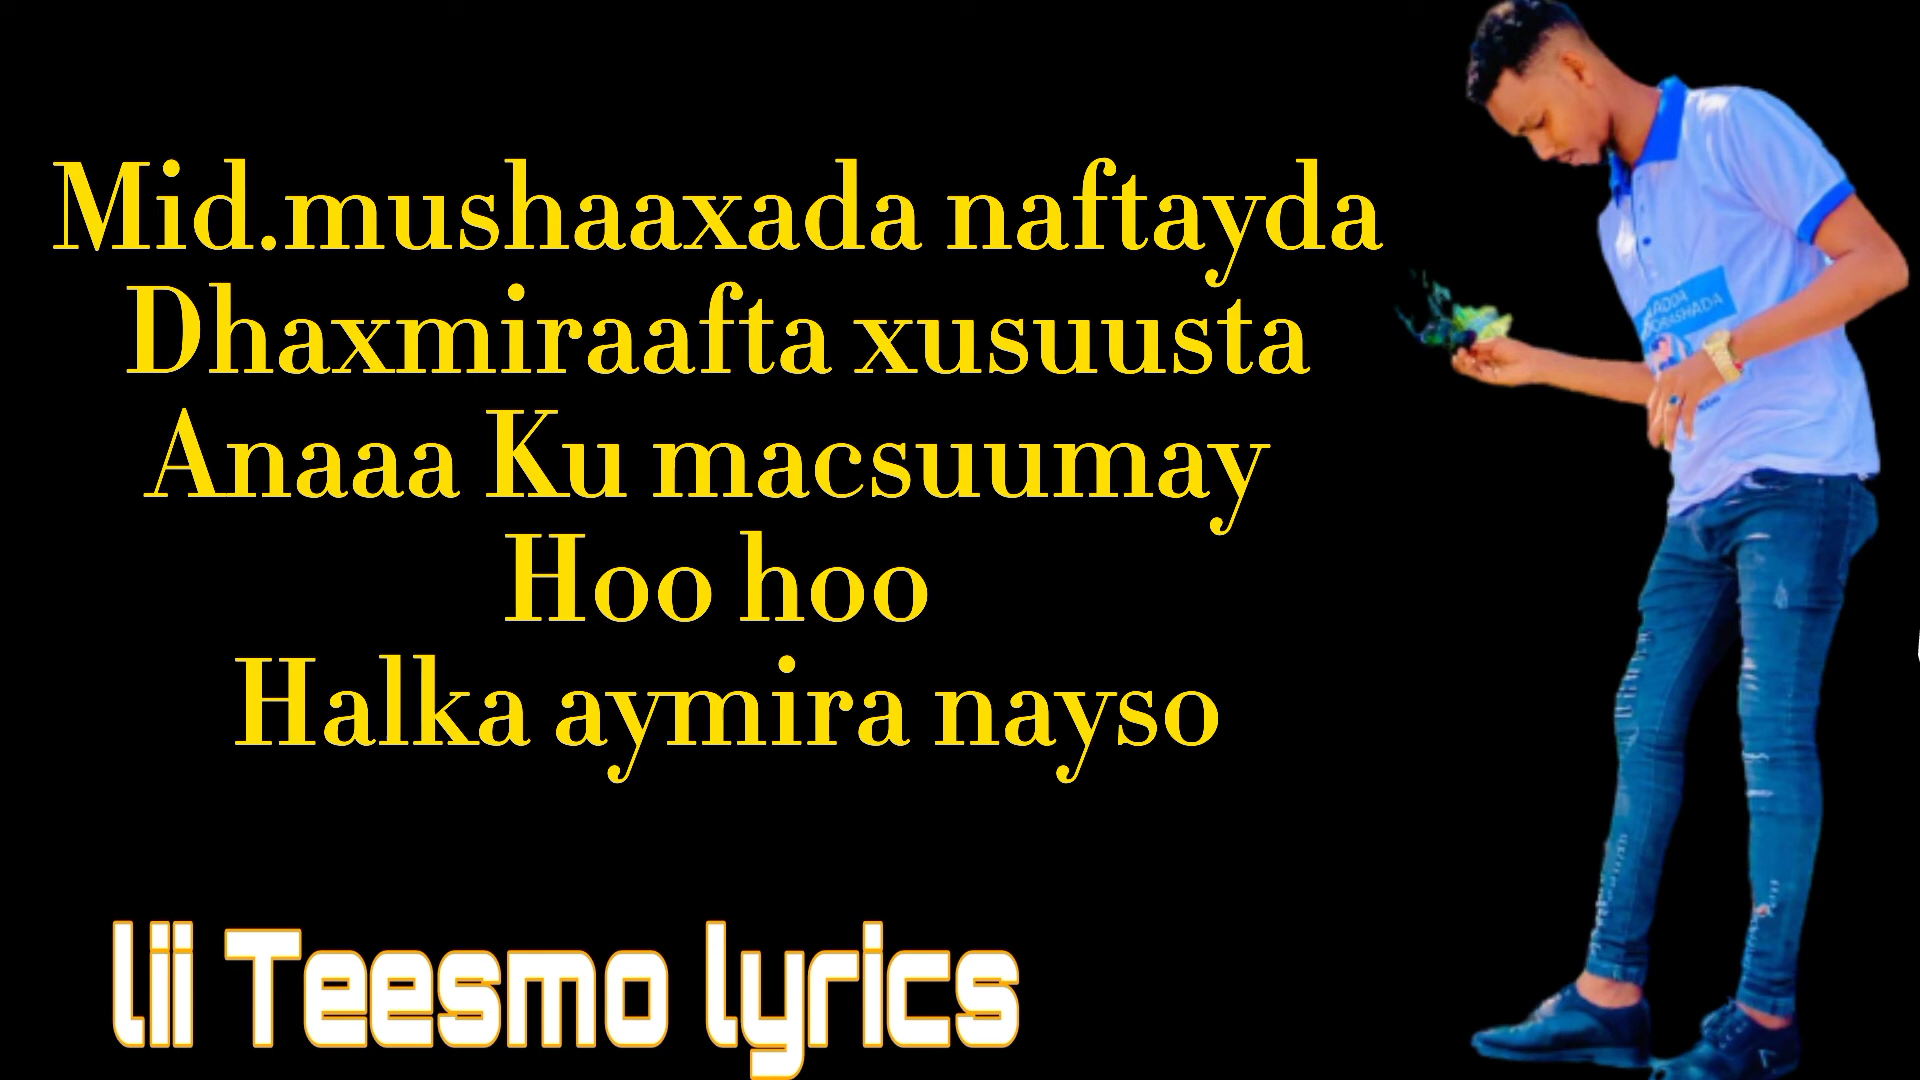 Mid.mushaaxada naftayda
Dhaxmiraafta xusuusta
Anaaa Ku macsuumay
Hoo hoo
Halka aymira nayso
lii Teesmo lyrics